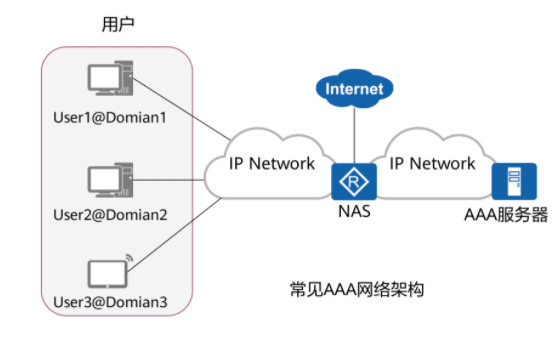 用户
User1@Domian1
User2@Domian2
User3@Domian3
Internet
IP Network
IP Network
R
NAS
AAA服务器
常见AAA网络架构